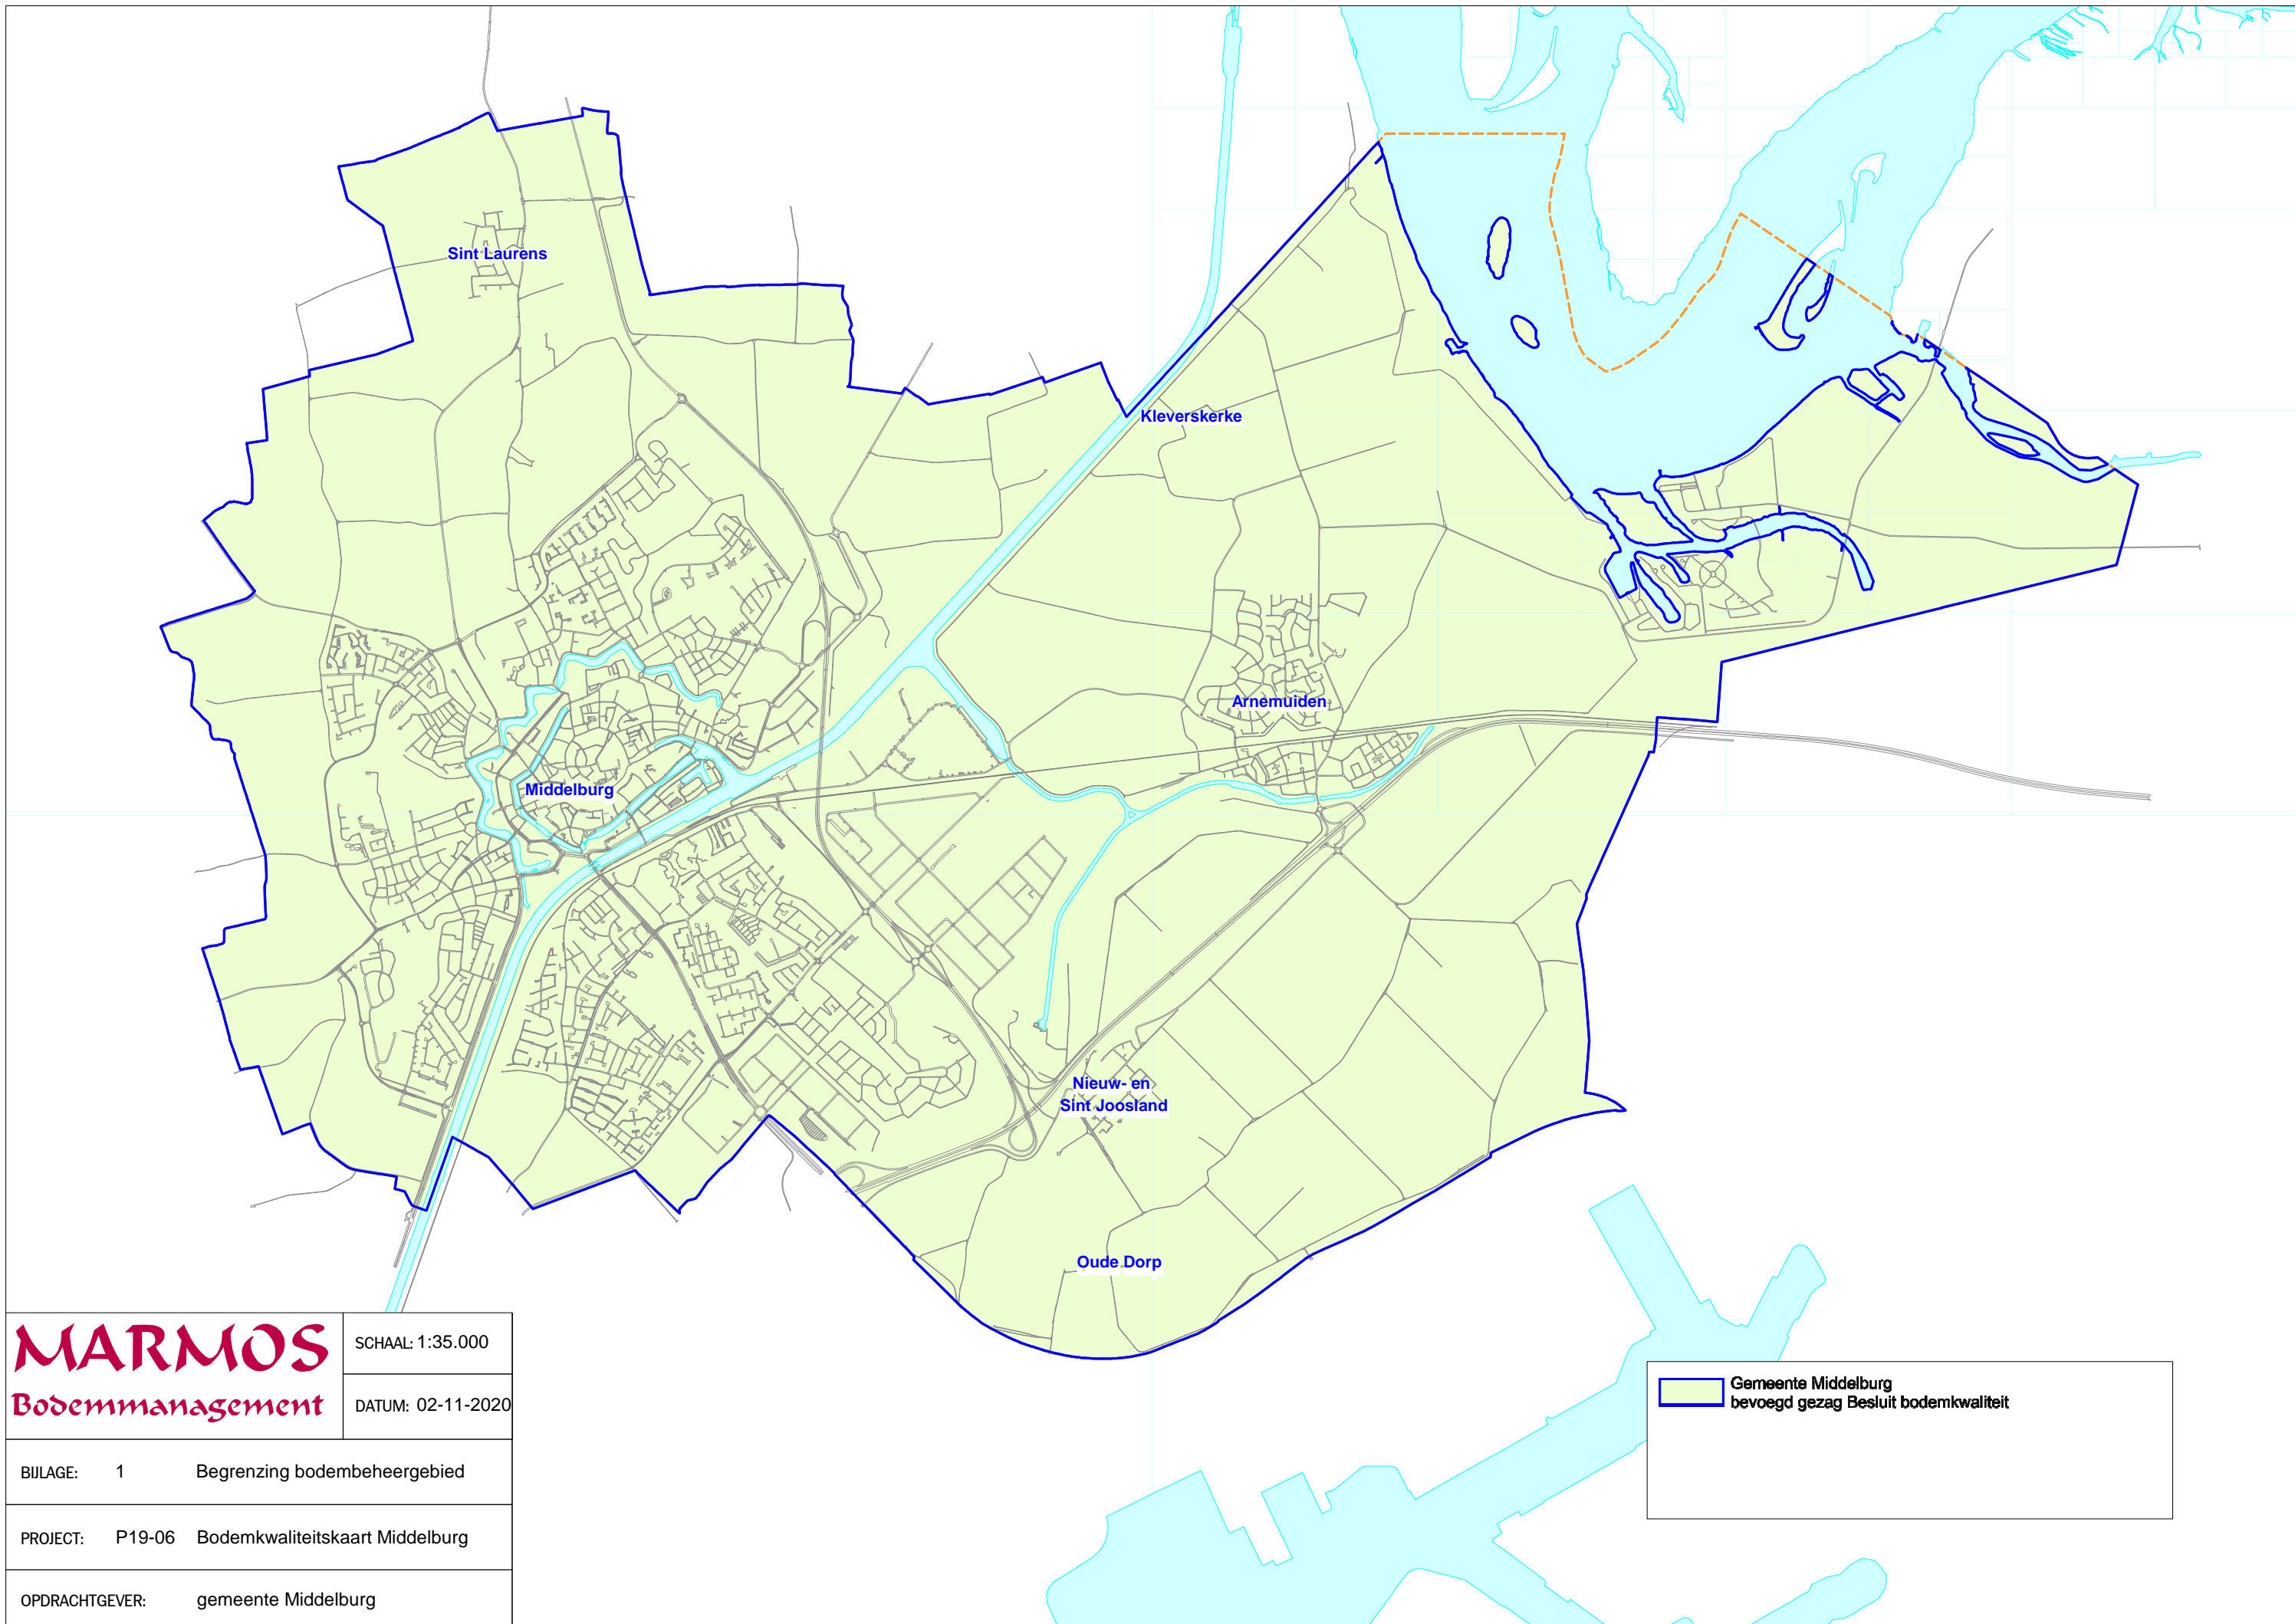 Sint Laurens
Kleverskerke
Arnemuiden
Middelburg
Nieuw- en
Sint Joosland
Oude Dorp
MARMOS
Bodemmanagement
SCHAAL: 1:35.000
DATUM: 02-11-2020
BIJLAGE: 1 Begrenzing bodembeheergebied
PROJECT: P19-06 Bodemkwaliteitskaart Middelburg
OPDRACHTGEVER: gemeente Middelburg
Gemeente Middelburg
bevoegd gezag Besluit bodemkwaliteit